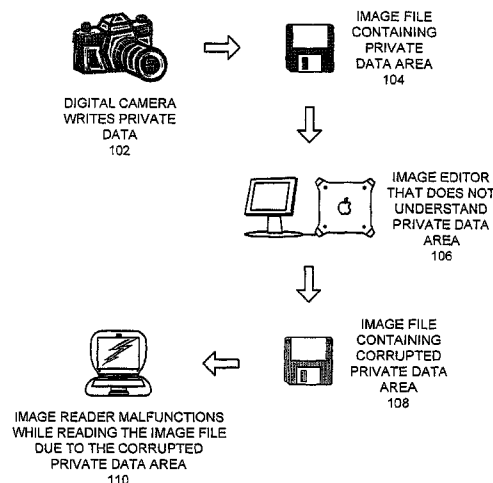 DIGITAL CAMERA
WRITES PRIVATE
DATA
102
IMAGE FILE
CONTAINING
PRIVATE
DATA AREA
104
IMAGE EDITOR
THAT DOES NOT
UNDERSTAND
PRIVATE DATA
AREA
106
IMAGE FILE
CONTAINING
CORRUPTED
PRIVATE DATA
AREA
108
IMAGE READER MALFUNCTIONS
WHILE READING THE IMAGE FILE
DUE TO THE CORRUPTED
PRIVATE DATA AREA
110